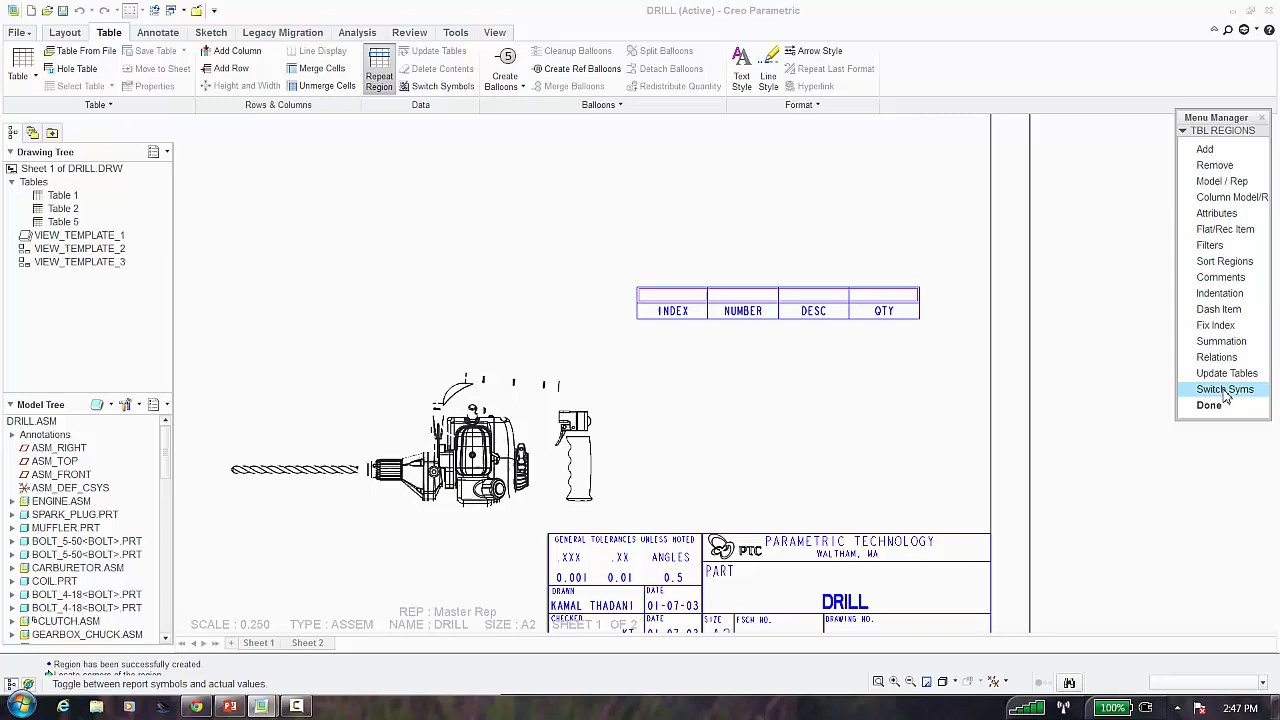 DRILL (Active) - Creo Parametric
File
Layout
Table
Annotate
Sketch
Legacy Migration
Analysis
Review
Tools
View
Table
Table From File
Hole Table
Select Table
Save Table
Move to Sheet
Properties
Table
Add Column
Add Row
Height and Width
Line Display
Merge Cells
Unmerge Cells
Rows & Columns
Repeat
Region
Update Tables
Delete Contents
Switch Symbols
Data
Create
Balloons
Cleanup Balloons
Create Ref Balloons
Merge Balloons
Split Balloons
Detach Balloons
Redistribute Quantity
Balloons
Text
Style
Line
Style
Arrow Style
Repeat Last Format
Hyperlink
Format
Drawing Tree
Sheet 1 of DRILL.DRW
Tables
Table 1
Table 2
Table 5
VIEW_TEMPLATE_1
VIEW_TEMPLATE_2
VIEW_TEMPLATE_3
Model Tree
DRILL.ASM
Annotations
ASM_RIGHT
ASM_TOP
ASM_FRONT
ASM_DEF_CSYS
ENGINE.ASM
SPARK_PLUG.PRT
MUFFLER.PRT
BOLT_5-50<BOLT>.PRT
BOLT_5-50<BOLT>.PRT
CARBURETOR.ASM
COIL.PRT
BOLT_4-18<BOLT>.PRT
BOLT_4-18<BOLT>.PRT
CLUTCH.ASM
GEARBOX_CHUCK.ASM
INDEX NUMBER DESC QTY
GENERAL TOLERANCES UNLESS NOTED
.XXX .XX ANGLES
0.001 0.01 0.5
DRAWN DATE
KAMAL THADANI 01-07-03
CHECKED DATE
KT 01-07-03
PTC PARAMETRIC TECHNOLOGY
WALTHAM, WA
PART
DRILL
SIZE FSCH NO. DRAWING NO.
REP : Master Rep
SCALE : 0.250 TYPE : ASSEM NAME : DRILL SIZE : A2 SHEET 1 OF 2
Sheet 1
Sheet 2
Menu Manager
TBL REGIONS
Add
Remove
Model / Rep
Column Model/R
Attributes
Flat/Rec Item
Filters
Sort Regions
Comments
Indentation
Dash Item
Fix Index
Summation
Relations
Update Tables
Switch Syms
Done
Region has been successfully created.
Toggle between report symbols and actual values.
100%
2:47 PM